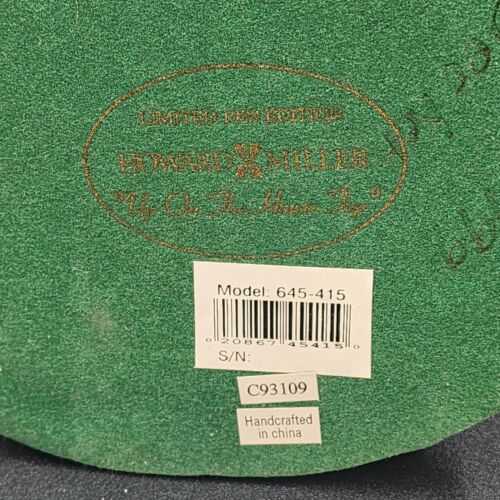 LIMITED 1999 EDITION
HOWARD MILLER
"Up On The House Top"
Model: 645-415
0 20867 45415 0
S/N:
C93109
Handcrafted
in china